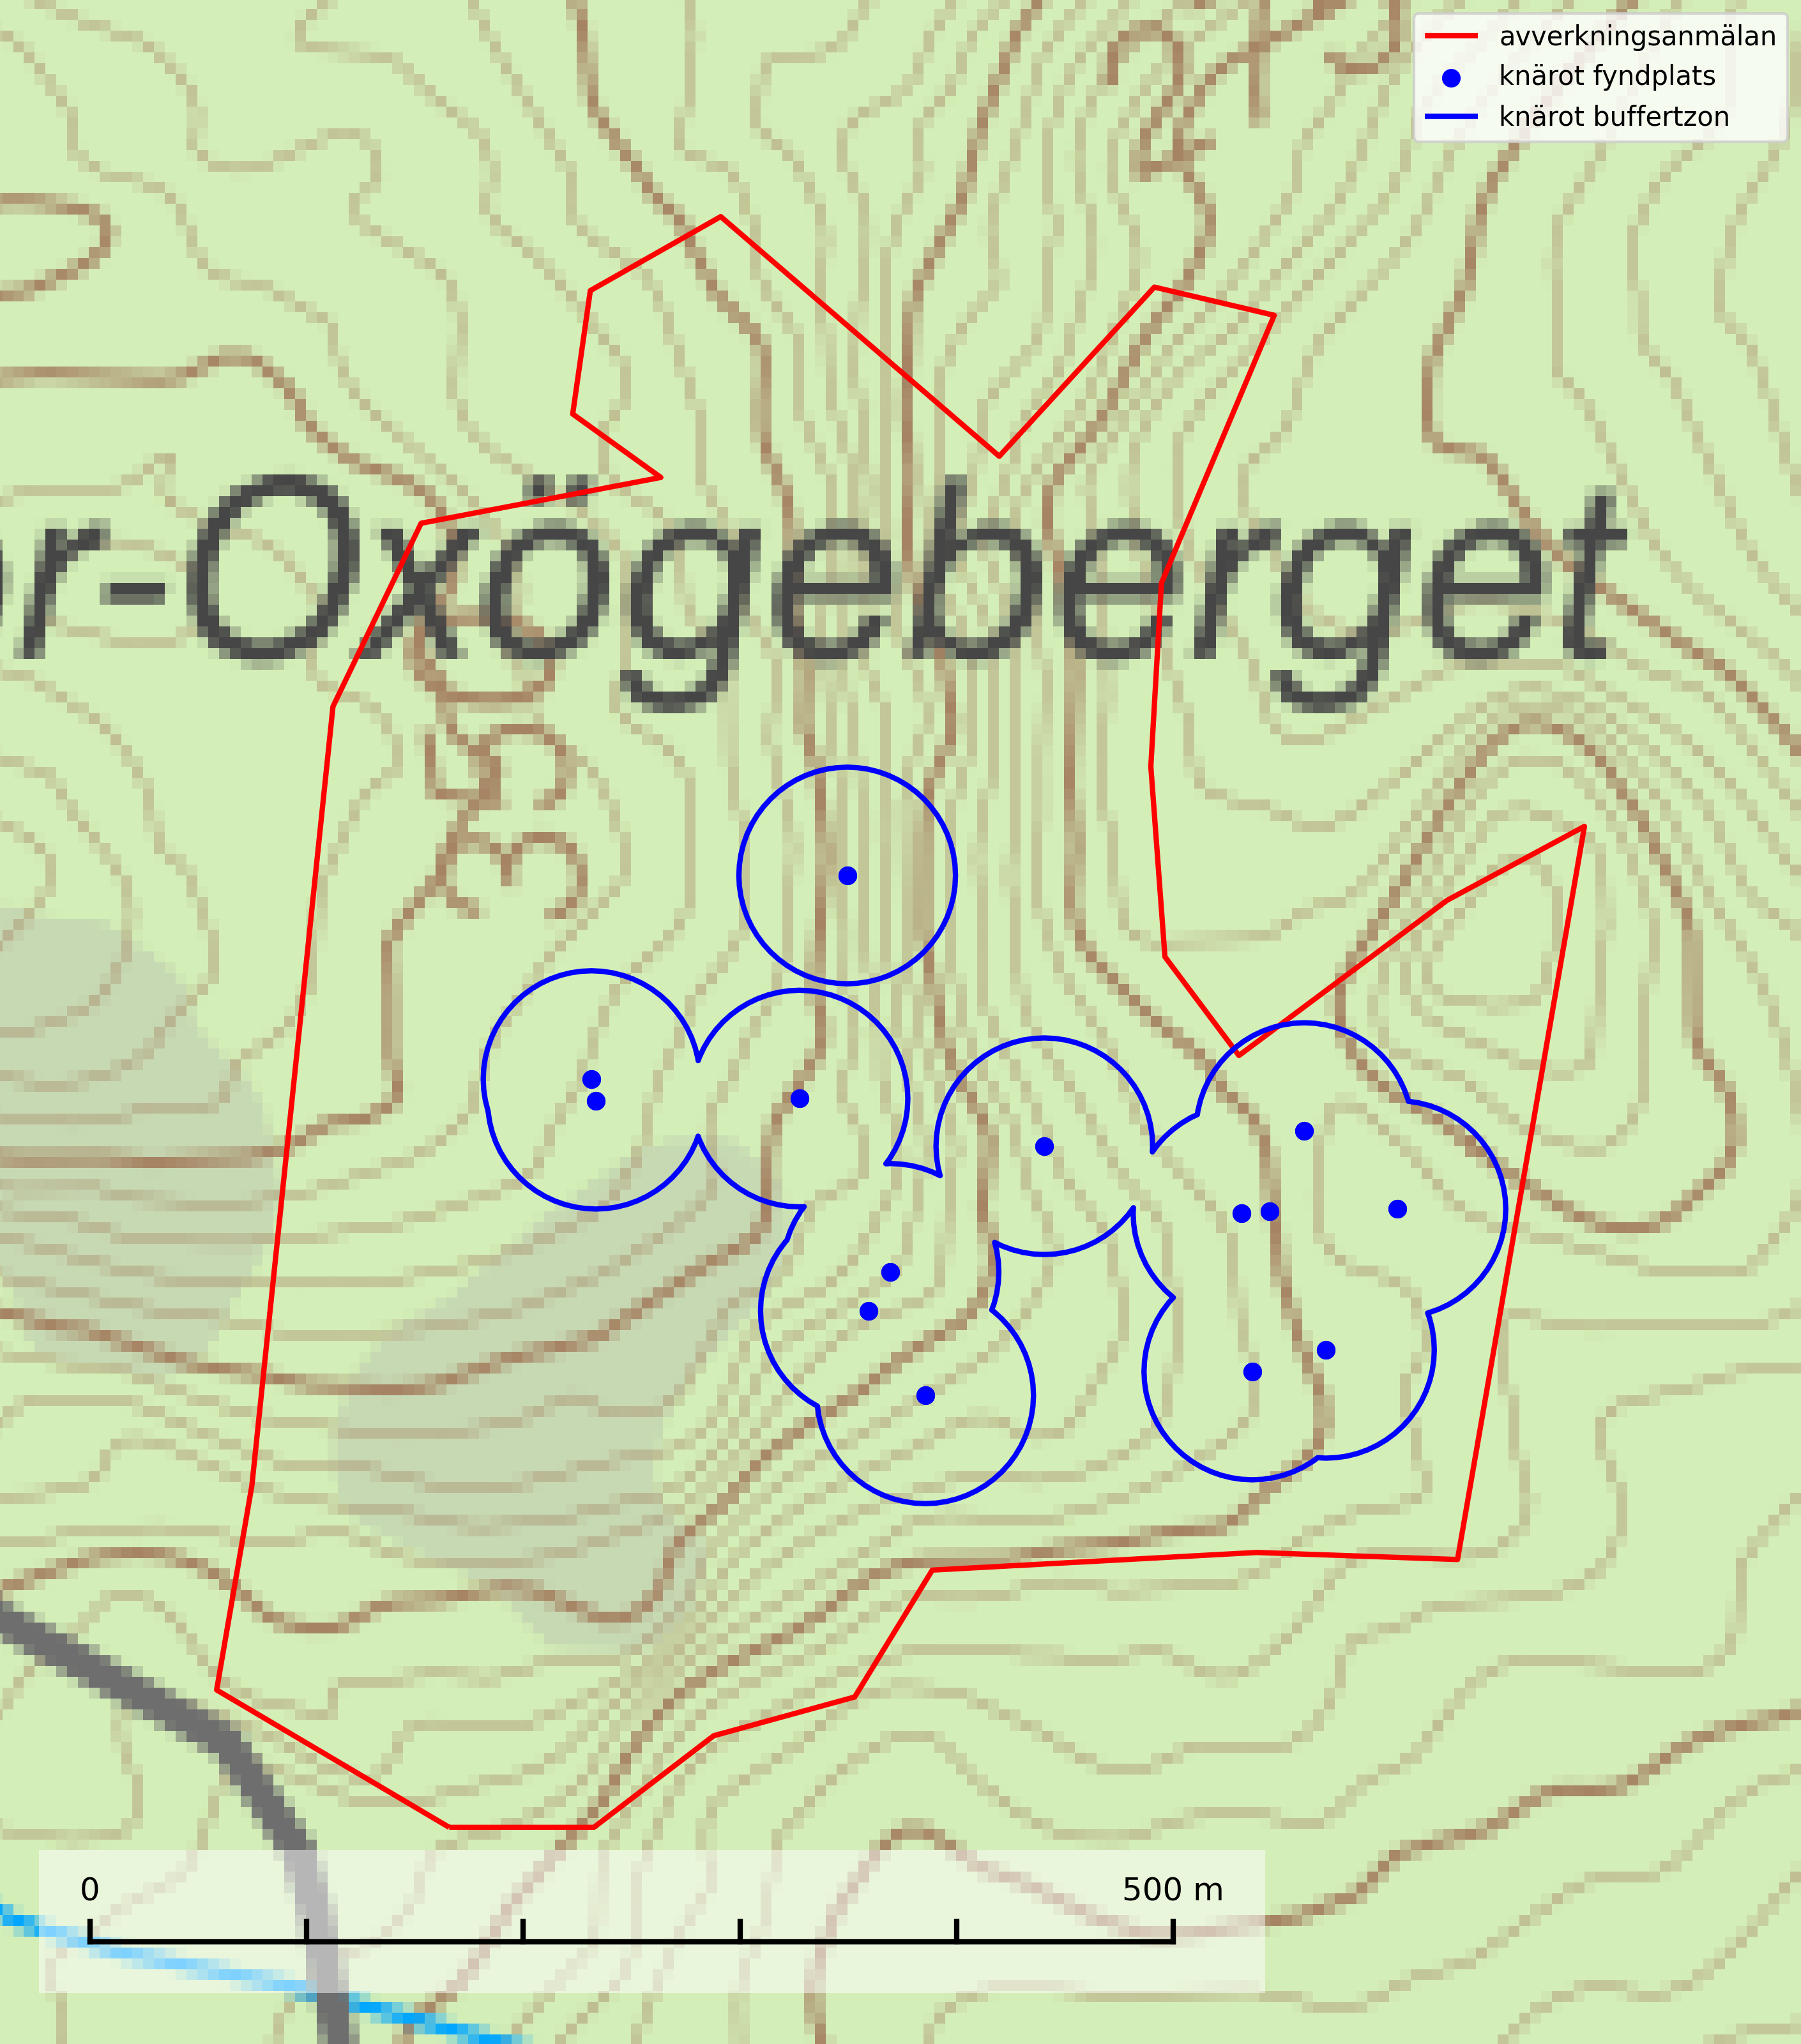 avverkningsanmälan
knärot fyndplats
knärot buffertzon
r-Oxögeberget
0
500 m